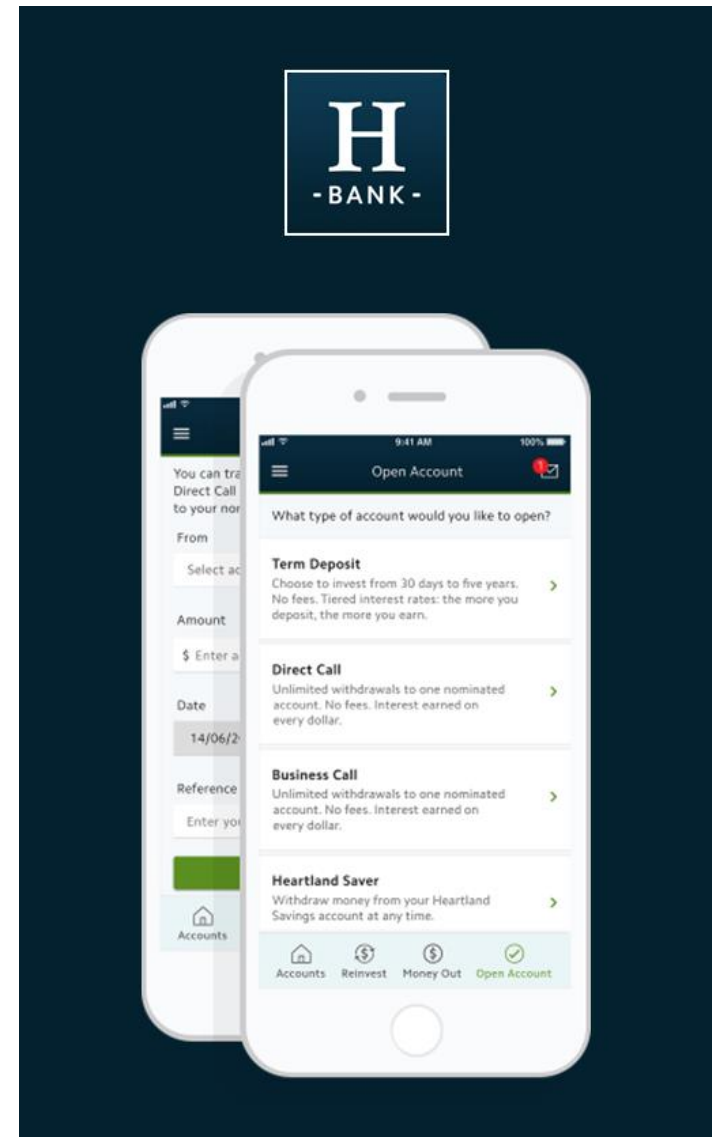 H
- BANK -
You can tra
Direct Call
to your nor
From
Select ac
Amount
$ Enter a
Date
14/06/2
Reference
Enter you
Accounts
9:41 AM
100%
Open Account
1
What type of account would you like to open?
Term Deposit
Choose to invest from 30 days to five years.
No fees. Tiered interest rates: the more you
deposit, the more you earn.
Direct Call
Unlimited withdrawals to one nominated
account. No fees. Interest earned on
every dollar.
Business Call
Unlimited withdrawals to one nominated
account. No fees. Interest earned on
every dollar.
Heartland Saver
Withdraw money from your Heartland
Savings account at any time.
Accounts Reinvest Money Out Open Account